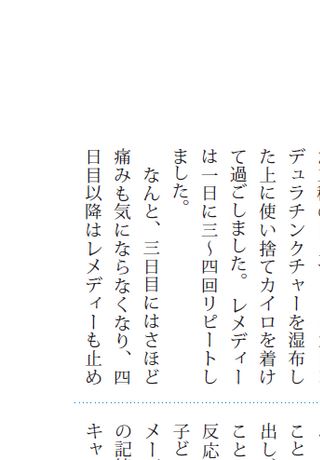 デュラチンクチャーを湿布し
た上に使い捨てカイロを着け
て過ごしました。レメディー
は一日に三～四回リピートし
ました。
なんと、三日目にはさほど
痛みも気にならなくなり、四
日目以降はレメディーも止め
こと
出し
こと
反応
子ど
メー
の記
キャ